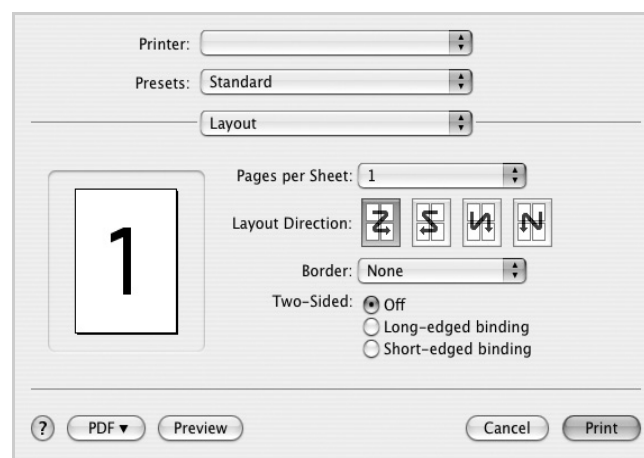 Printer:
Presets: Standard
Layout
Pages per Sheet: 1
Layout Direction:
1
Border: None
Two-Sided: Off
Long-edged binding
Short-edged binding
? PDF Preview Cancel Print